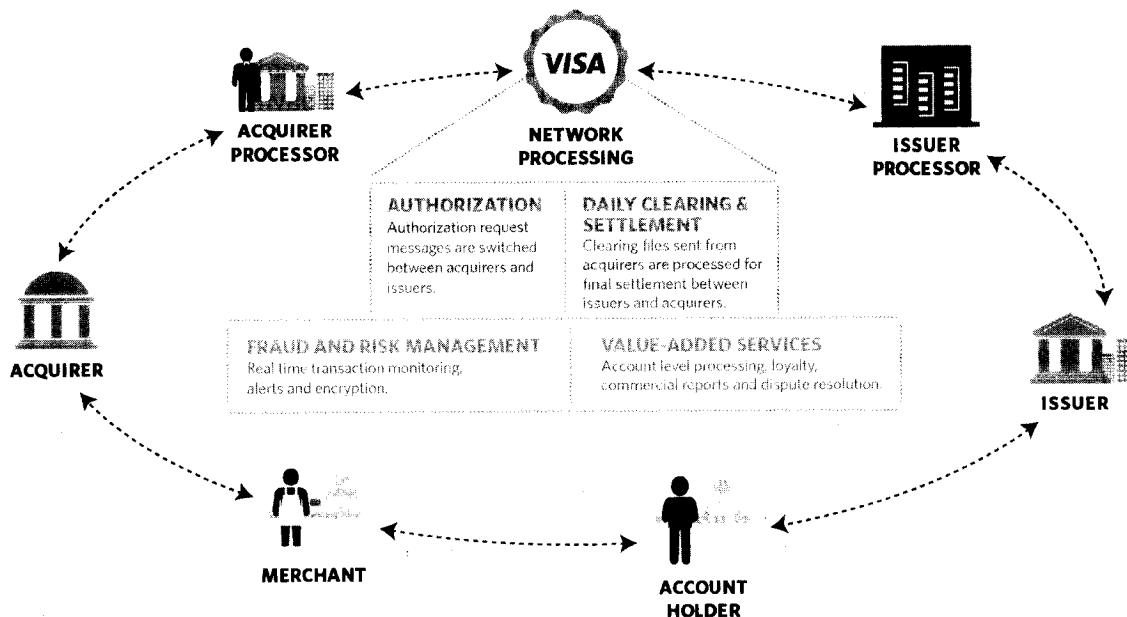 VISA
ACQUIRER
PROCESSOR
NETWORK
PROCESSING
ISSUER
PROCESSOR
AUTHORIZATION
Authorization request
messages are switched
between acquirers and
issuers.
DAILY CLEARING &
SETTLEMENT
Clearing files sent from
acquirers are processed for
final settlement between
issuers and acquirers.
ACQUIRER
FRAUD AND RISK MANAGEMENT
Real time transaction monitoring,
alerts and encryption.
VALUE-ADDED SERVICES
Account level processing, loyalty,
commercial reports and dispute resolution.
ISSUER
MERCHANT
ACCOUNT
HOLDER